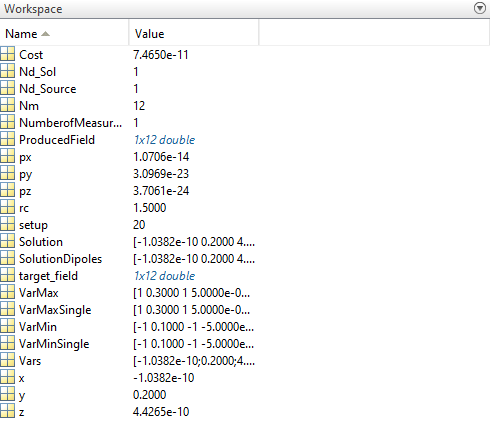 Workspace
Name Value
Cost 7.4650e-11
Nd_Sol 1
Nd_Source 1
Nm 12
NumberofMeasur... 1
ProducedField 1x12 double
px 1.0706e-14
py 3.0969e-23
pz 3.7061e-24
rc 1.5000
setup 20
Solution [-1.0382e-10 0.2000 4....
SolutionDipoles [-1.0382e-10 0.2000 4....
target_field 1x12 double
VarMax [1 0.3000 1 5.0000e-0...
VarMaxSingle [1 0.3000 1 5.0000e-0...
VarMin [-1 0.1000 -1 -5.0000e...
VarMinSingle [-1 0.1000 -1 -5.0000e...
Vars [-1.0382e-10;0.2000;4....
x -1.0382e-10
y 0.2000
z 4.4265e-10